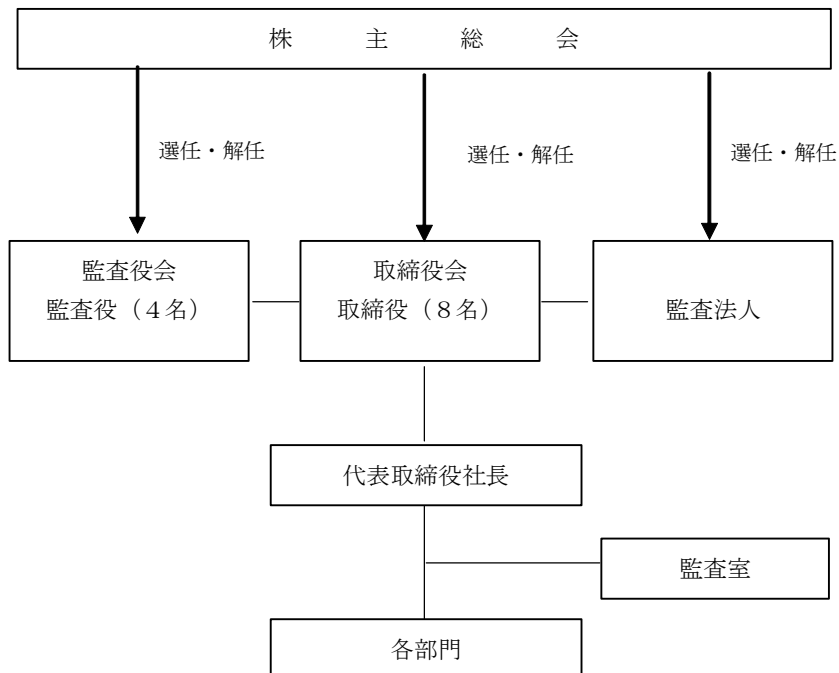 株主総会
選任・解任
選任・解任
選任・解任
監査役会
監査役（４名）
取締役会
取締役（８名）
監査法人
代表取締役社長
監査室
各部門